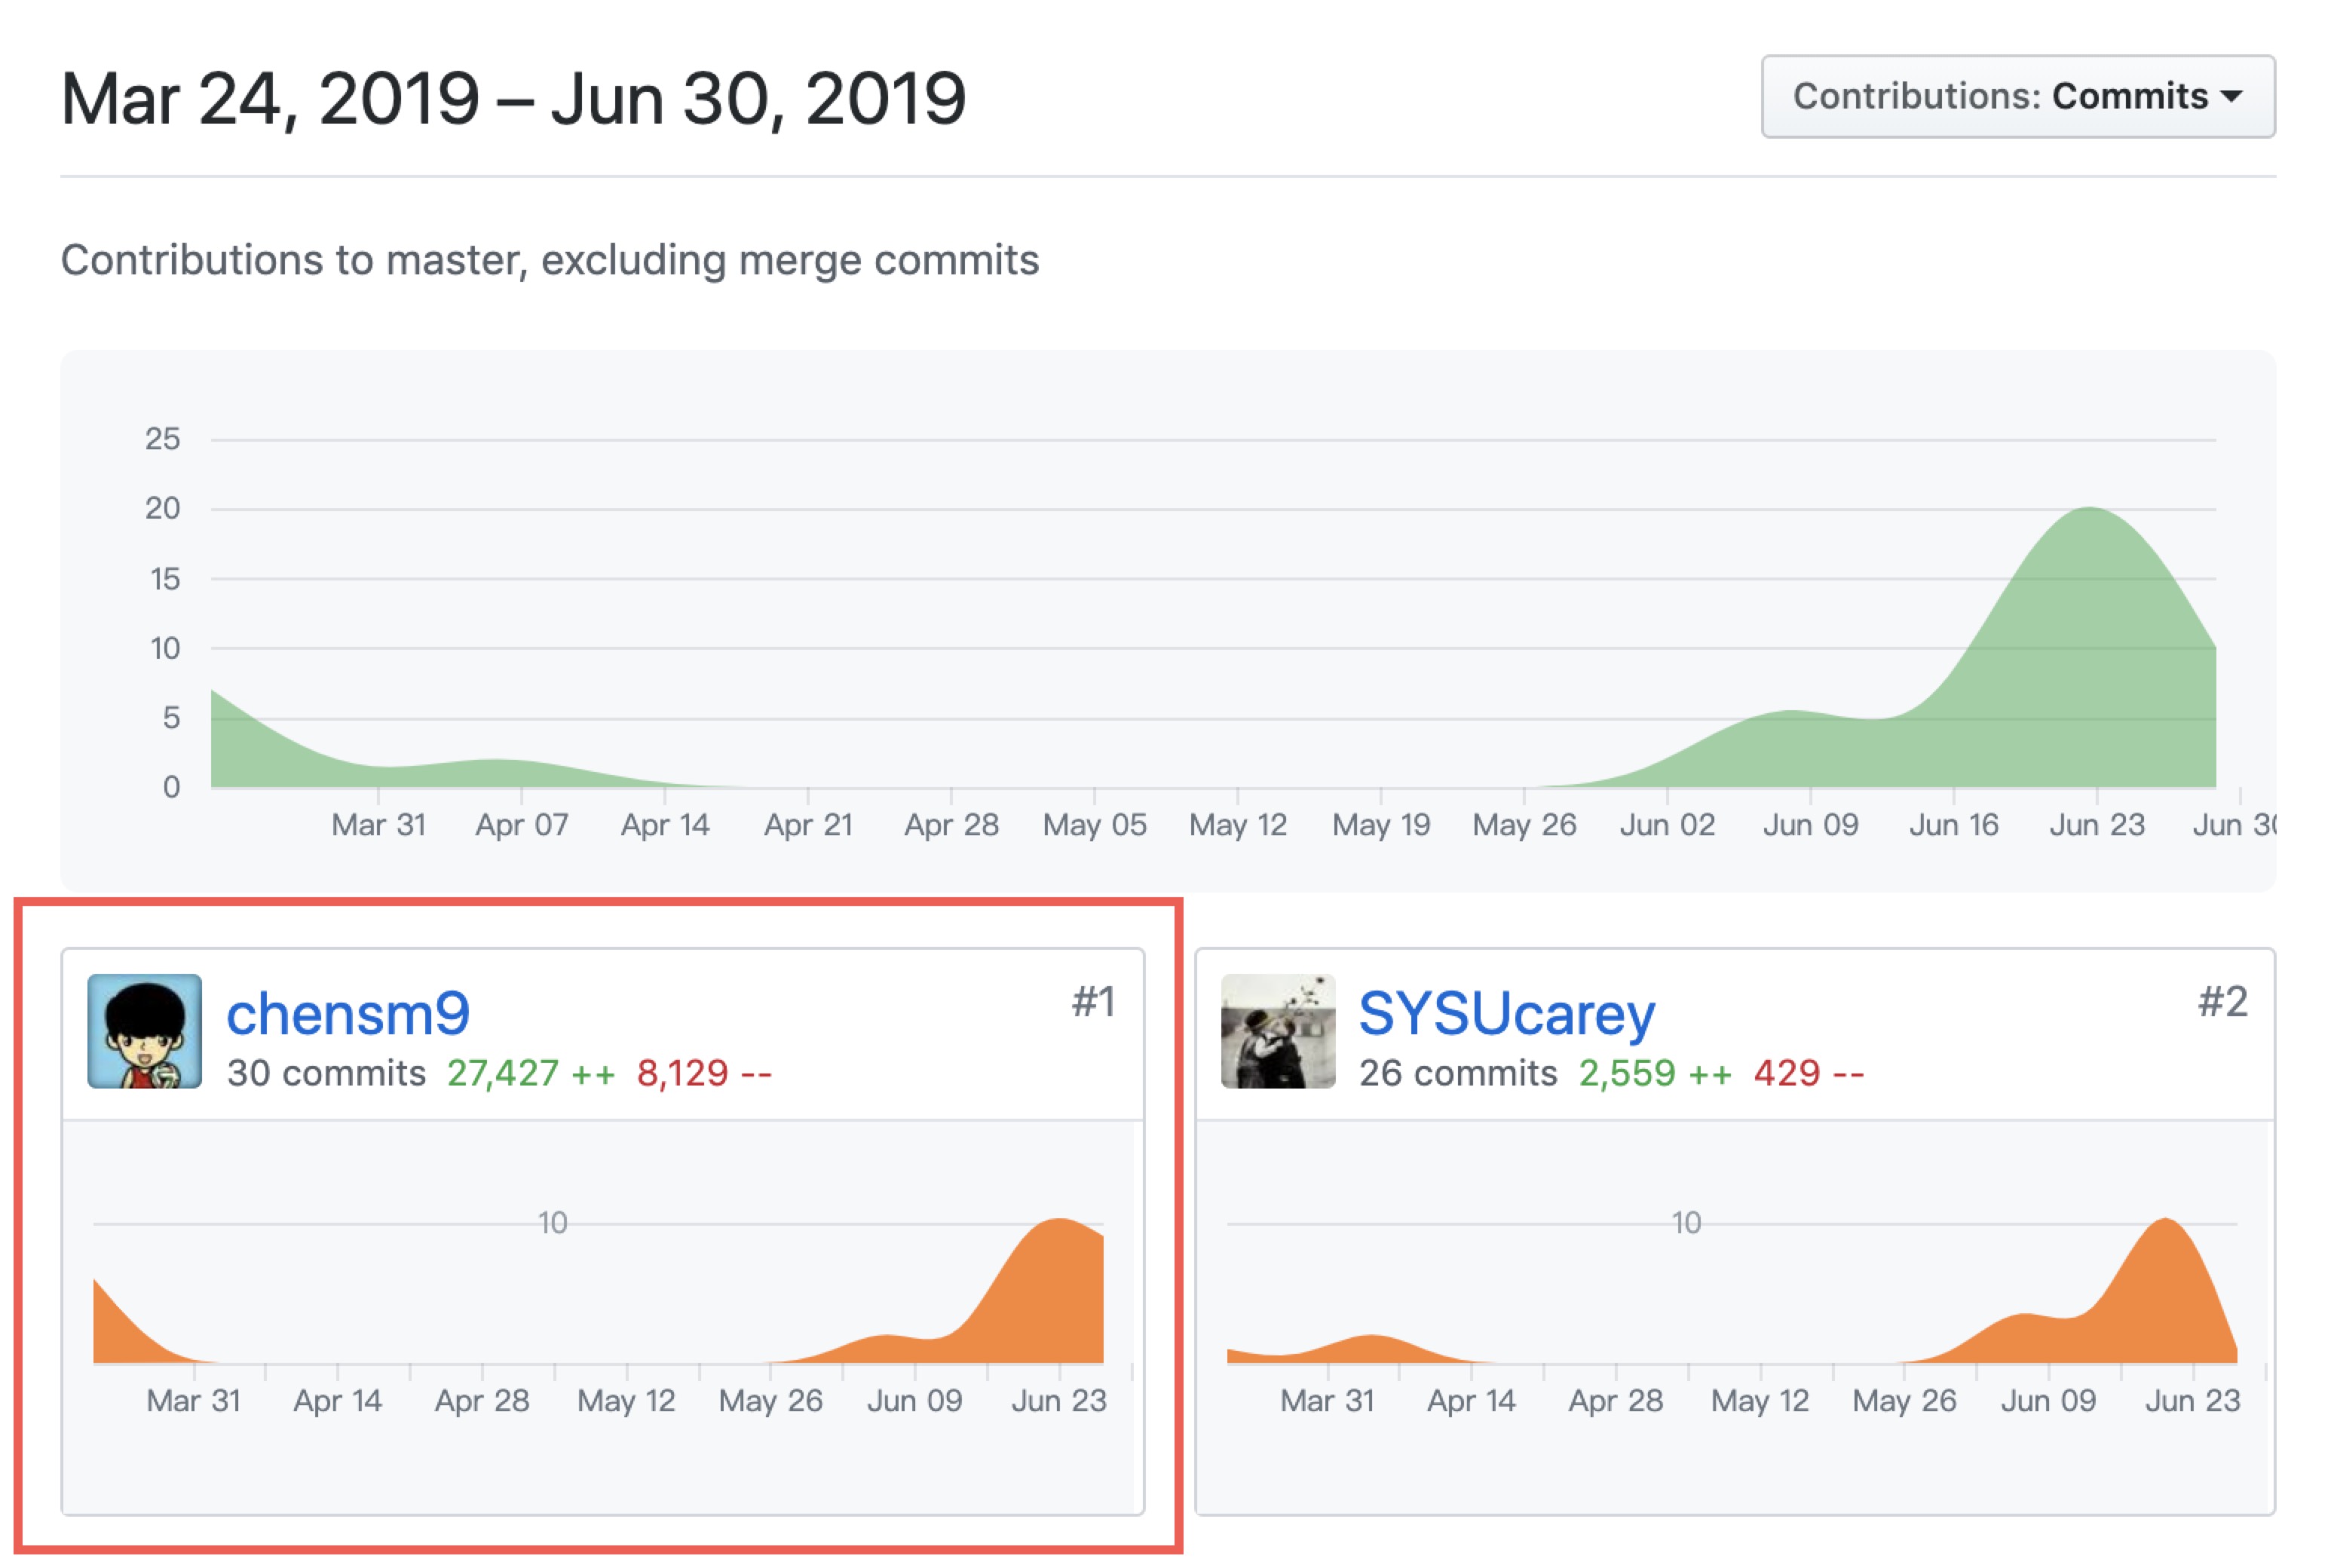 Mar 24, 2019 – Jun 30, 2019
Contributions: Commits
Contributions to master, excluding merge commits
25
20
15
10
5
0
Mar 31 Apr 07 Apr 14 Apr 21 Apr 28 May 05 May 12 May 19 May 26 Jun 02 Jun 09 Jun 16 Jun 23 Jun 30
chensm9 #1
30 commits 27,427 ++ 8,129 --
10
Mar 31 Apr 14 Apr 28 May 12 May 26 Jun 09 Jun 23
SYSUcarey #2
26 commits 2,559 ++ 429 --
10
Mar 31 Apr 14 Apr 28 May 12 May 26 Jun 09 Jun 23